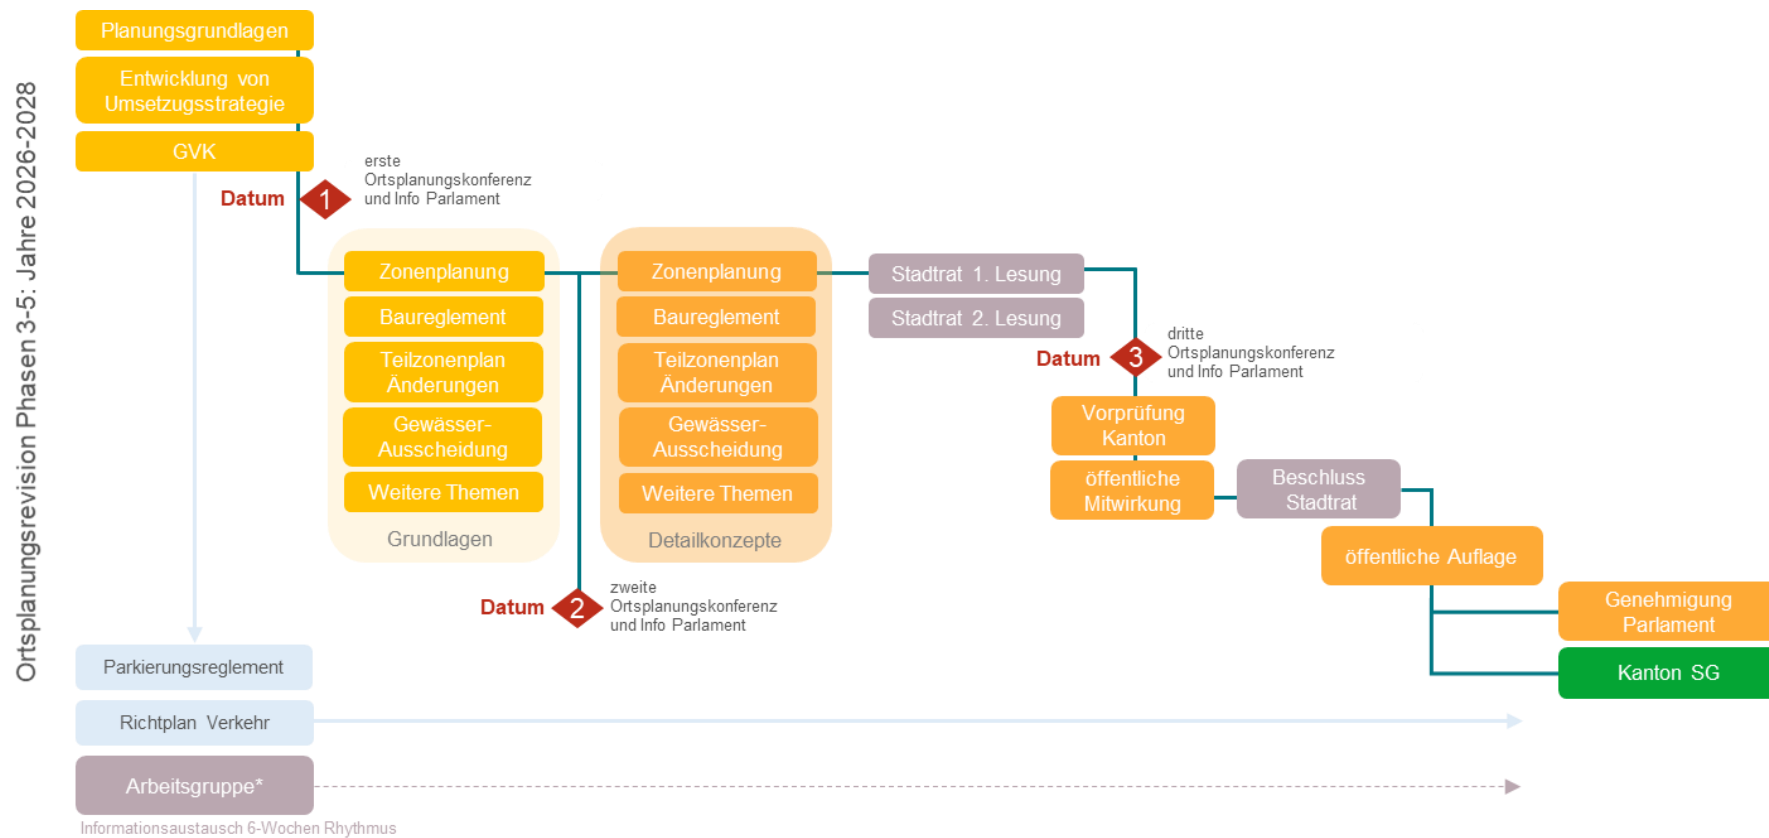 Ortsplanungsrevision Phasen 3-5: Jahre 2026-2028
Planungsgrundlagen
Entwicklung von
Umsetzugsstrategie
GVK
Datum
1
erste
Ortsplanungskonferenz
und Info Parlament
Zonenplanung
Baureglement
Teilzonenplan
Änderungen
Gewässer-
Ausscheidung
Weitere Themen
Grundlagen
Zonenplanung
Baureglement
Teilzonenplan
Änderungen
Gewässer-
Ausscheidung
Weitere Themen
Detailkonzepte
Datum
2
zweite
Ortsplanungskonferenz
und Info Parlament
Stadtrat 1. Lesung
Stadtrat 2. Lesung
Datum
3
dritte
Ortsplanungskonferenz
und Info Parlament
Vorprüfung
Kanton
öffentliche
Mitwirkung
Beschluss
Stadtrat
öffentliche Auflage
Genehmigung
Parlament
Kanton SG
Parkierungsreglement
Richtplan Verkehr
Arbeitsgruppe*
Informationsaustausch 6-Wochen Rhythmus